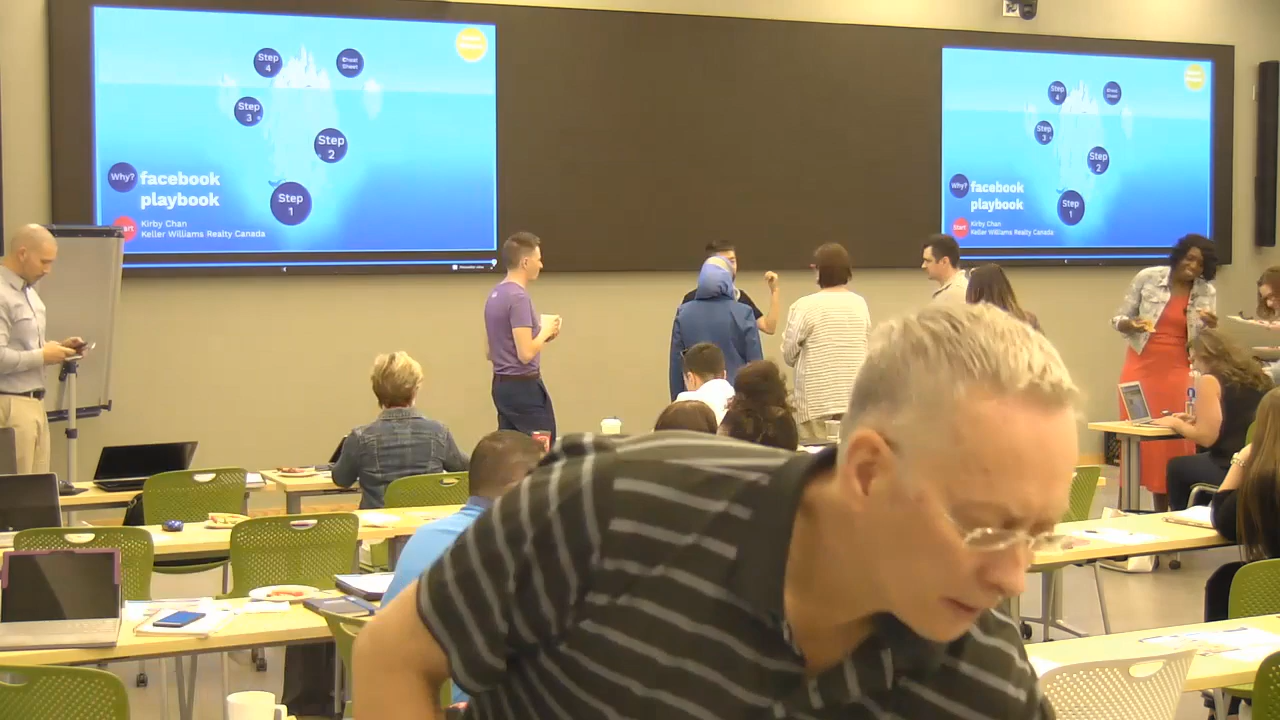 Step
4
Cheat
Sheet
Step
3
Step
2
Why?
facebook
playbook
Step
1
Kirby Chan
Keller Williams Realty Canada
Step
4
Cheat
Sheet
Step
3
Step
2
Why?
facebook
playbook
Step
1
Start
Kirby Chan
Keller Williams Realty Canada